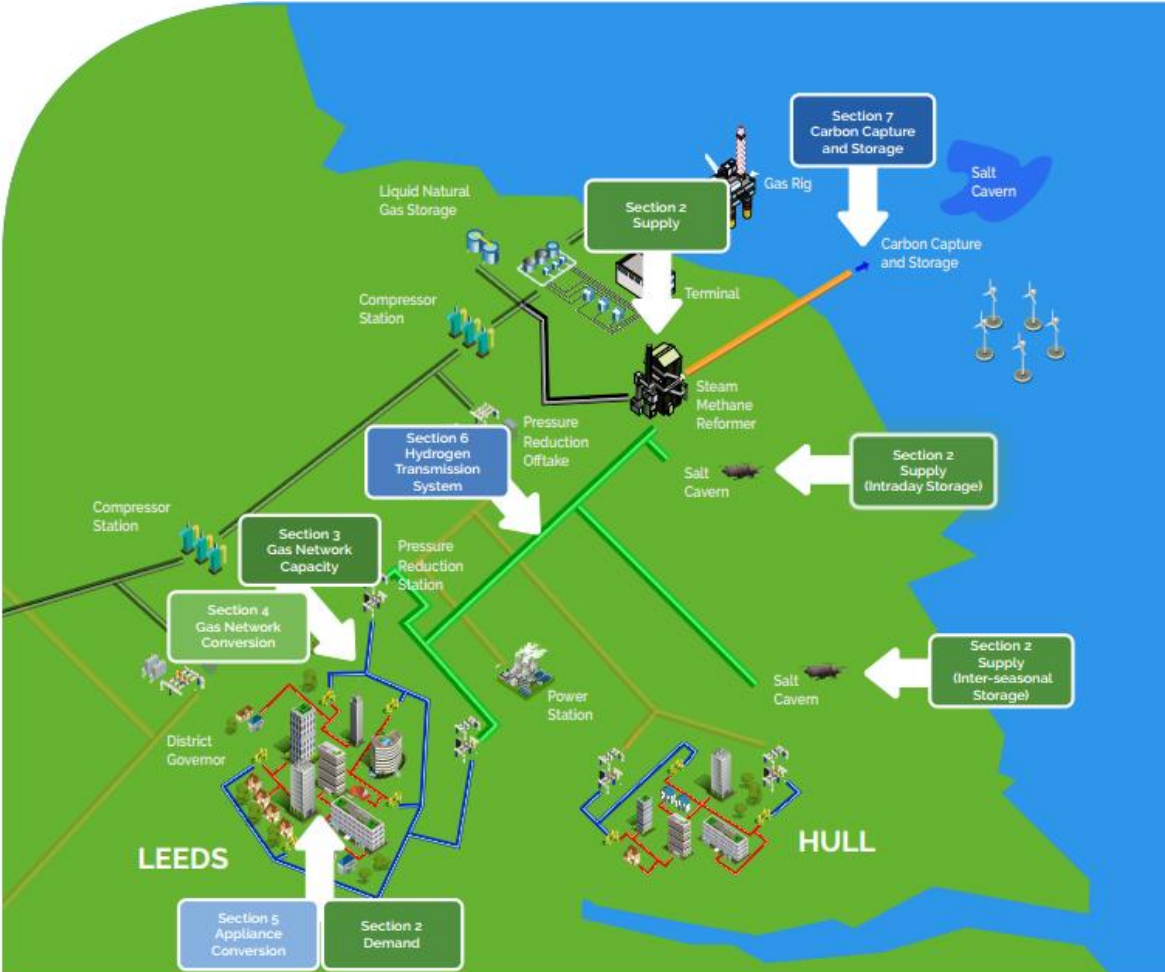 Section 7
Carbon Capture
and Storage
Salt
Cavern
Gas Rig
Liquid Natural
Gas Storage
Section 2
Supply
Carbon Capture
and Storage
Terminal
Compressor
Station
Steam
Methane
Reformer
Pressure
Reduction
Offtake
Section 6
Hydrogen
Transmission
System
Salt
Cavern
Section 2
Supply
(Intraday Storage)
Compressor
Station
Section 3
Gas Network
Capacity
Pressure
Reduction
Station
Section 4
Gas Network
Conversion
Section 2
Supply
(Inter-seasonal
Storage)
Salt
Cavern
Power
Station
District
Governor
LEEDS
HULL
Section 5
Appliance
Conversion
Section 2
Demand